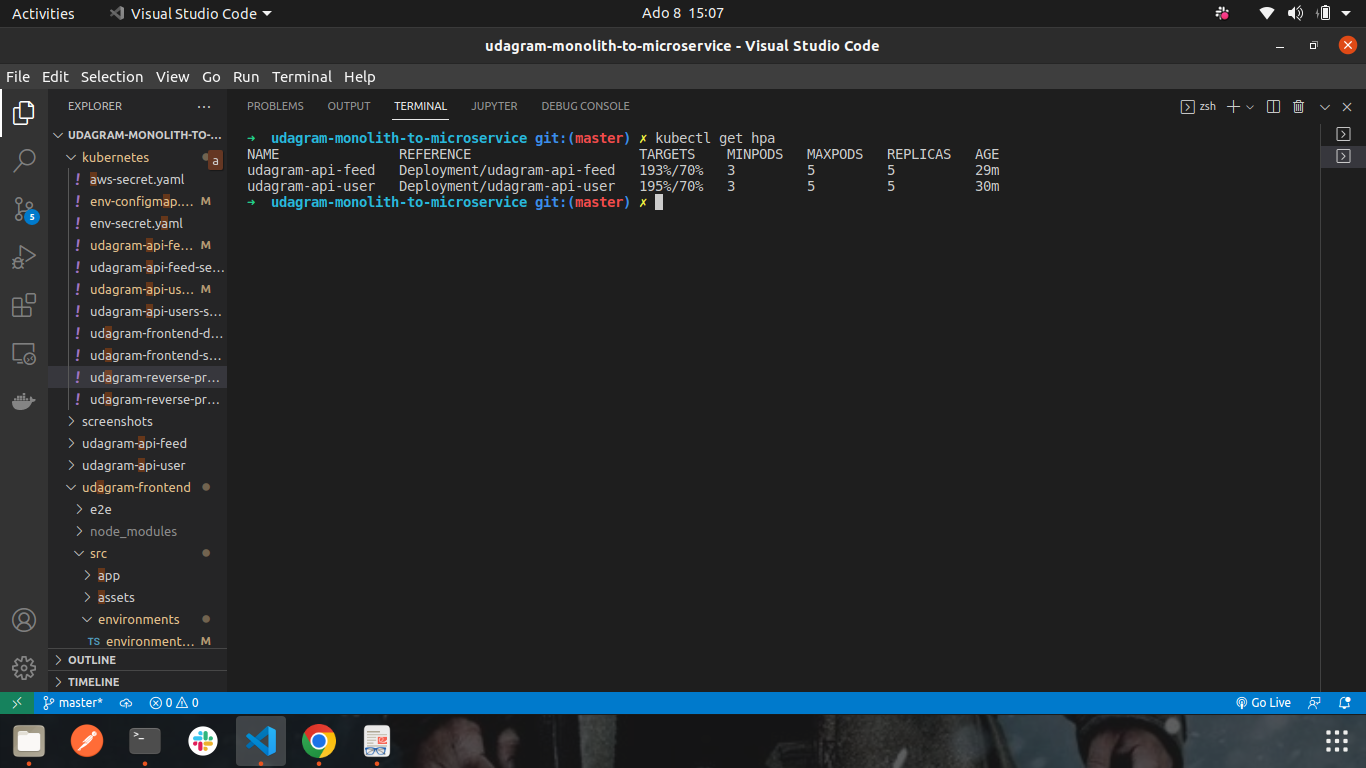 Activities
Visual Studio Code
Ado 8 15:07
udagram-monolith-to-microservice - Visual Studio Code
File Edit Selection View Go Run Terminal Help
EXPLORER
UDAGRAM-MONOLITH-TO-...
kubernetes
a
! aws-secret.yaml
! env-configmap.... M
! env-secret.yaml
! udagram-api-fe... M
! udagram-api-feed-se...
! udagram-api-us... M
! udagram-api-users-s...
! udagram-frontend-d...
! udagram-frontend-s...
! udagram-reverse-pr...
! udagram-reverse-pr...
screenshots
udagram-api-feed
udagram-api-user
udagram-frontend
e2e
node_modules
src
app
assets
environments
TS environment... M
OUTLINE
TIMELINE
5
PROBLEMS OUTPUT TERMINAL JUPYTER DEBUG CONSOLE
zsh
➜ udagram-monolith-to-microservice git:(master) ✗ kubectl get hpa
NAME REFERENCE TARGETS MINPODS MAXPODS REPLICAS AGE
udagram-api-feed Deployment/udagram-api-feed 193%/70% 3 5 5 29m
udagram-api-user Deployment/udagram-api-user 195%/70% 3 5 5 30m
➜ udagram-monolith-to-microservice git:(master) ✗
master* 0 0
Go Live